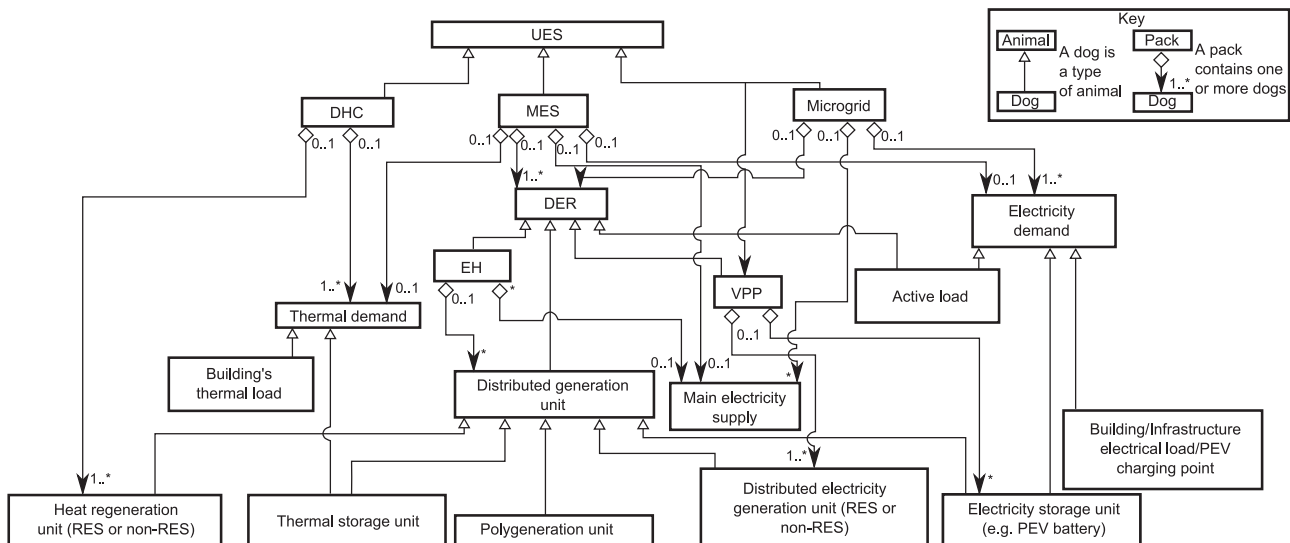 UES
Key
Animal
Pack
A dog is
a type
of animal
A pack
contains one
or more dogs
1..*
Dog
Dog
DHC
MES
Microgrid
0..1
0..1
0..1
0..1
0..1
0..1
0..1
0..1
0..1
1..*
0..1
1..*
DER
Electricity
demand
EH
VPP
Active load
0..1
*
1..*
0..1
0..1
Thermal demand
Building's
thermal load
*
0..1
0..1
*
Distributed generation
unit
Main electricity
supply
Building/Infrastructure
electrical load/PEV
charging point
1..*
1..*
*
Heat regeneration
unit (RES or non-RES)
Thermal storage unit
Polygeneration unit
Distributed electricity
generation unit (RES or
non-RES)
Electricity storage unit
(e.g. PEV battery)